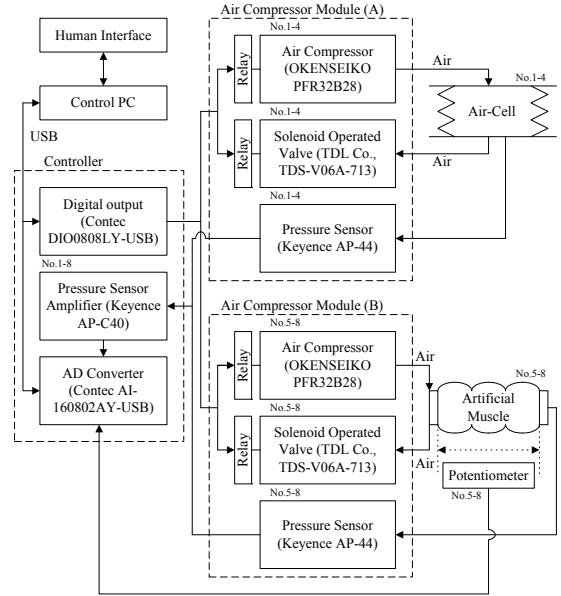 Air Compressor Module (A)
Human Interface
Control PC
USB
Controller
Digital output
(Contec
DIO0808LY-USB)
No.1-8
Pressure Sensor
Amplifier (Keyence
AP-C40)
AD Converter
(Contec AI-
160802AY-USB)
No.1-4
Relay
Air Compressor
(OKENSEIKO
PFR32B28)
Air
No.1-4
Air-Cell
No.1-4
Relay
Solenoid Operated
Valve (TDL Co.,
TDS-V06A-713)
Air
No.1-4
Pressure Sensor
(Keyence AP-44)
Air Compressor Module (B)
No.5-8
Relay
Air Compressor
(OKENSEIKO
PFR32B28)
Air
No.5-8
Artificial
Muscle
No.5-8
Relay
Solenoid Operated
Valve (TDL Co.,
TDS-V06A-713)
Air
Potentiometer
No.5-8
No.5-8
Pressure Sensor
(Keyence AP-44)